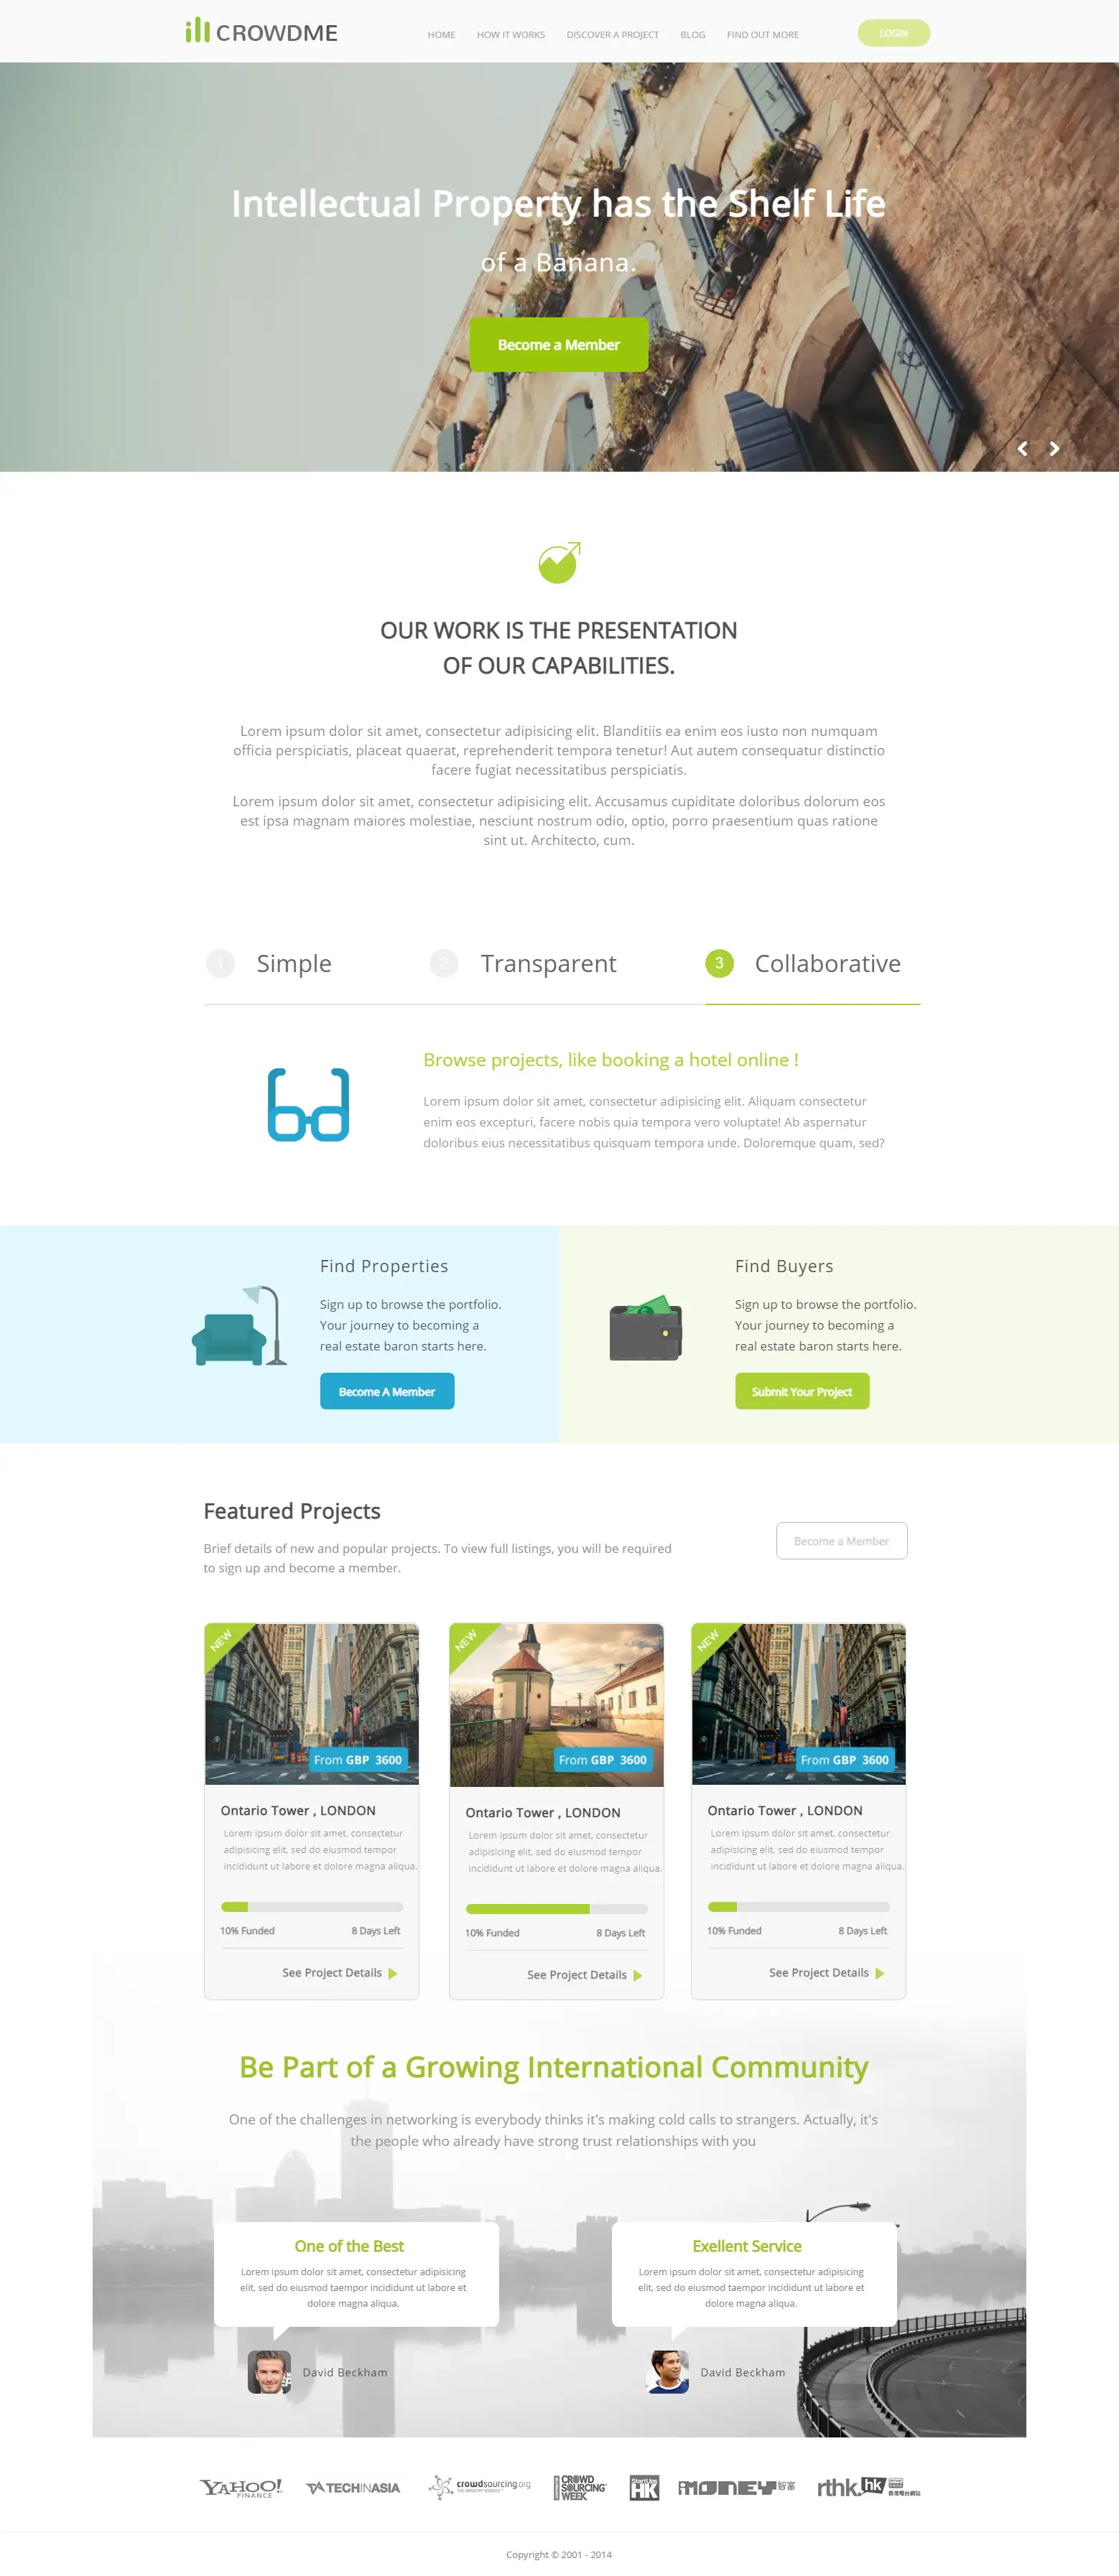 CROWDME
HOME HOW IT WORKS DISCOVER A PROJECT BLOG FIND OUT MORE
LOGIN
Intellectual Property has the Shelf Life
of a Banana.
Become a Member
OUR WORK IS THE PRESENTATION
OF OUR CAPABILITIES.
Lorem ipsum dolor sit amet, consectetur adipisicing elit. Blanditiis ea enim eos iusto non numquam
officia perspiciatis, placeat quaerat, reprehenderit tempora tenetur! Aut autem consequatur distinctio
facere fugiat necessitatibus perspiciatis.
Lorem ipsum dolor sit amet, consectetur adipisicing elit. Accusamus cupiditate doloribus dolorum eos
est ipsa magnam maiores molestiae, nesciunt nostrum odio, optio, porro praesentium quas ratione
sint ut. Architecto, cum.
1 Simple
2 Transparent
3 Collaborative
Browse projects, like booking a hotel online !
Lorem ipsum dolor sit amet, consectetur adipisicing elit. Aliquam consectetur
enim eos excepturi, facere nobis quia tempora vero voluptate! Ab aspernatur
doloribus eius necessitatibus quisquam tempora unde. Doloremque quam, sed?
Find Properties
Sign up to browse the portfolio.
Your journey to becoming a
real estate baron starts here.
Become A Member
Find Buyers
Sign up to browse the portfolio.
Your journey to becoming a
real estate baron starts here.
Submit Your Project
Featured Projects
Brief details of new and popular projects. To view full listings, you will be required
to sign up and become a member.
Become a Member
NEW
From GBP 3600
Ontario Tower , LONDON
Lorem ipsum dolor sit amet, consectetur
adipisicing elit, sed do eiusmod tempor
incididunt ut labore et dolore magna aliqua.
10% Funded 8 Days Left
See Project Details
NEW
From GBP 3600
Ontario Tower , LONDON
Lorem ipsum dolor sit amet, consectetur
adipisicing elit, sed do eiusmod tempor
incididunt ut labore et dolore magna aliqua.
10% Funded 8 Days Left
See Project Details
NEW
From GBP 3600
Ontario Tower , LONDON
Lorem ipsum dolor sit amet, consectetur
adipisicing elit, sed do eiusmod tempor
incididunt ut labore et dolore magna aliqua.
10% Funded 8 Days Left
See Project Details
Be Part of a Growing International Community
One of the challenges in networking is everybody thinks it's making cold calls to strangers. Actually, it's
the people who already have strong trust relationships with you
One of the Best
Lorem ipsum dolor sit amet, consectetur adipisicing
elit, sed do eiusmod taempor incididunt ut labore et
dolore magna aliqua.
David Beckham
Exellent Service
Lorem ipsum dolor sit amet, consectetur adipisicing
elit, sed do eiusmod taempor incididunt ut labore et
dolore magna aliqua.
David Beckham
YAHOO!
FINANCE
TECHINASIA
crowdsourcing.org
THE INDUSTRY WEBSITE
CROWD
SOURCING
WEEK
StartUps
HK
iMONEY智富
rthk.hk
香港電台網站
Copyright © 2001 - 2014